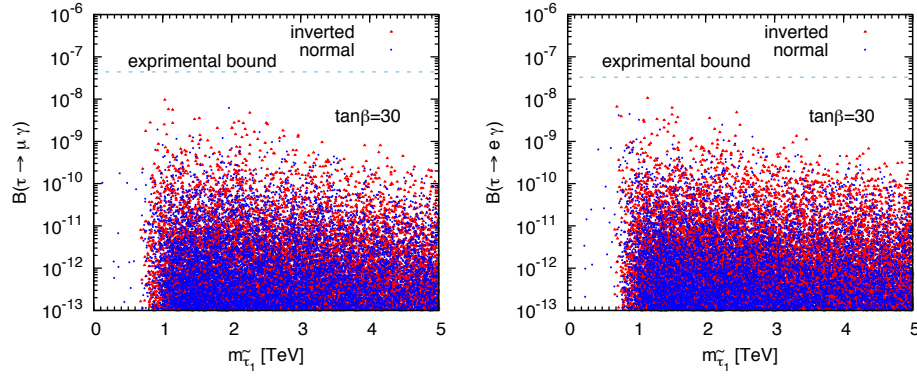 10^-6
10^-7
10^-8
10^-9
10^-10
10^-11
10^-12
10^-13
B(τ → μ γ)
inverted
normal
exprimental bound
tanβ=30
0 1 2 3 4 5
m_τ̃_1 [TeV]
10^-6
10^-7
10^-8
10^-9
10^-10
10^-11
10^-12
10^-13
B(τ → e γ)
inverted
normal
exprimental bound
tanβ=30
0 1 2 3 4 5
m_τ̃_1 [TeV]